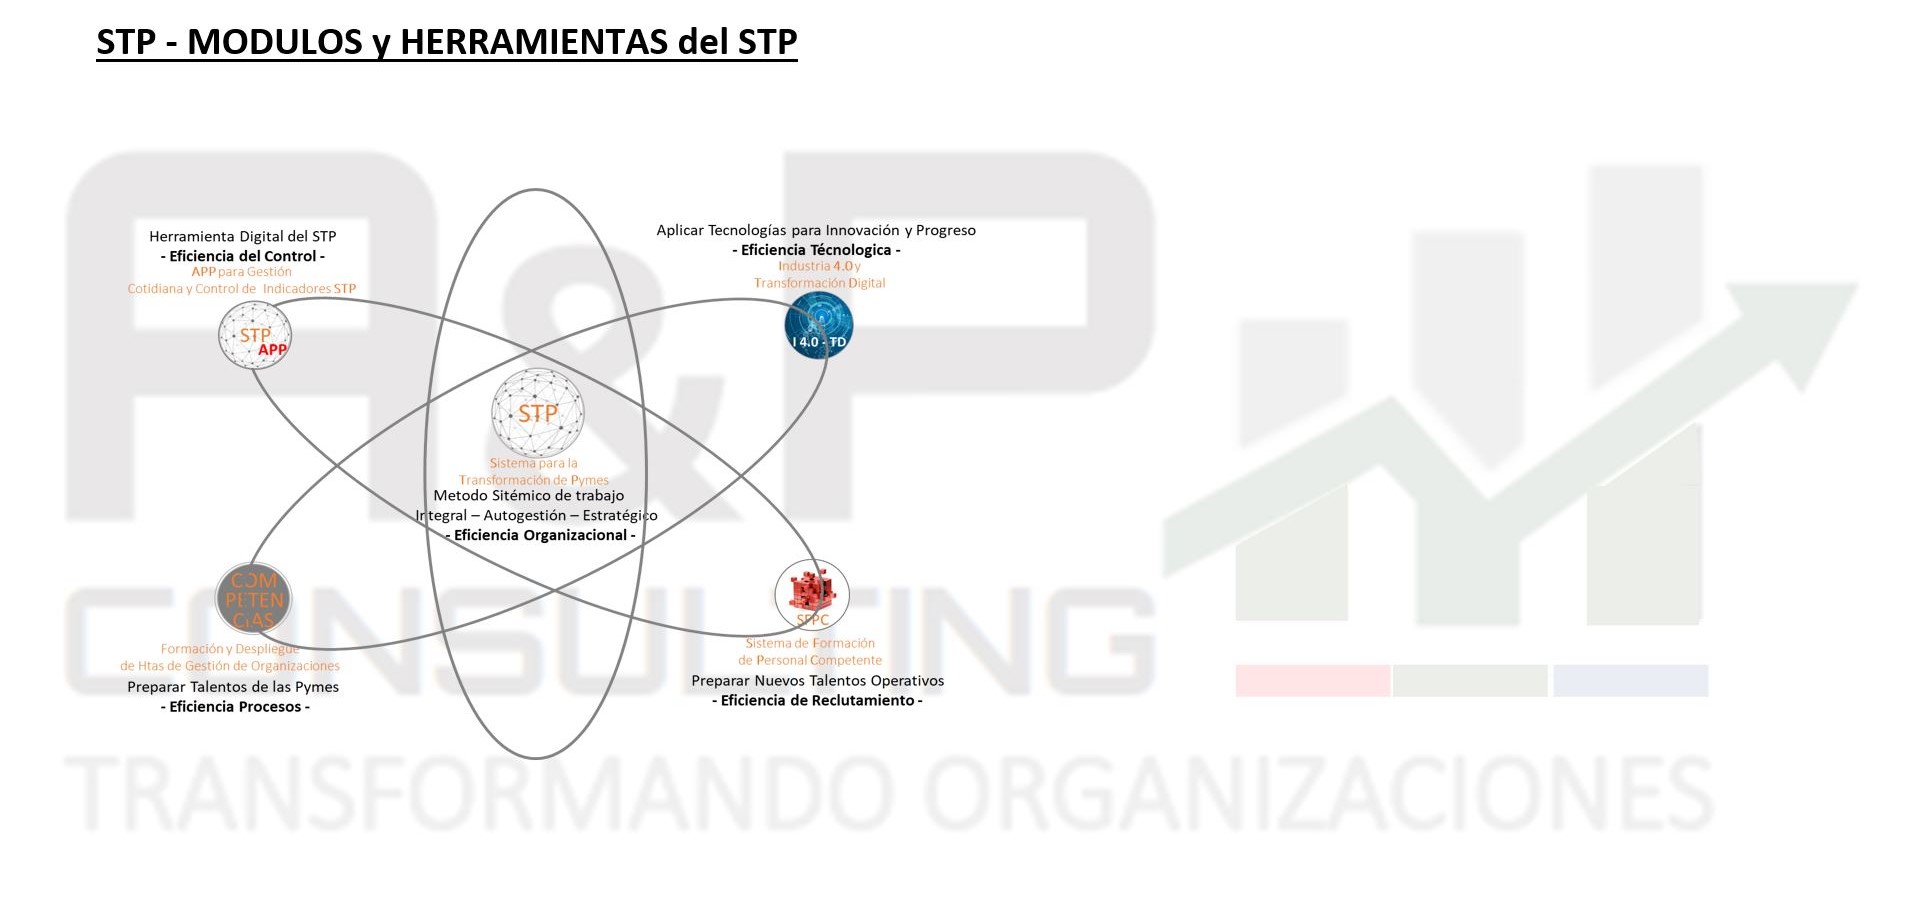 STP - MODULOS y HERRAMIENTAS del STP
Herramienta Digital del STP
- Eficiencia del Control -
APP para Gestión
Cotidiana y Control de Indicadores STP
STP
APP
Aplicar Tecnologías para Innovación y Progreso
- Eficiencia Técnologica -
Industria 4.0 y
Transformación Digital
I 4.0 - TD
STP
Sistema para la
Transformación de Pymes
Metodo Sitémico de trabajo
Integral – Autogestión – Estratégico
- Eficiencia Organizacional -
COM
PETEN
CIAS
Formación y Despliegue
de Htas de Gestión de Organizaciones
Preparar Talentos de las Pymes
- Eficiencia Procesos -
SFPC
Sistema de Formación
de Personal Competente
Preparar Nuevos Talentos Operativos
- Eficiencia de Reclutamiento -
A&P
CONSULTING
TRANSFORMANDO ORGANIZACIONES